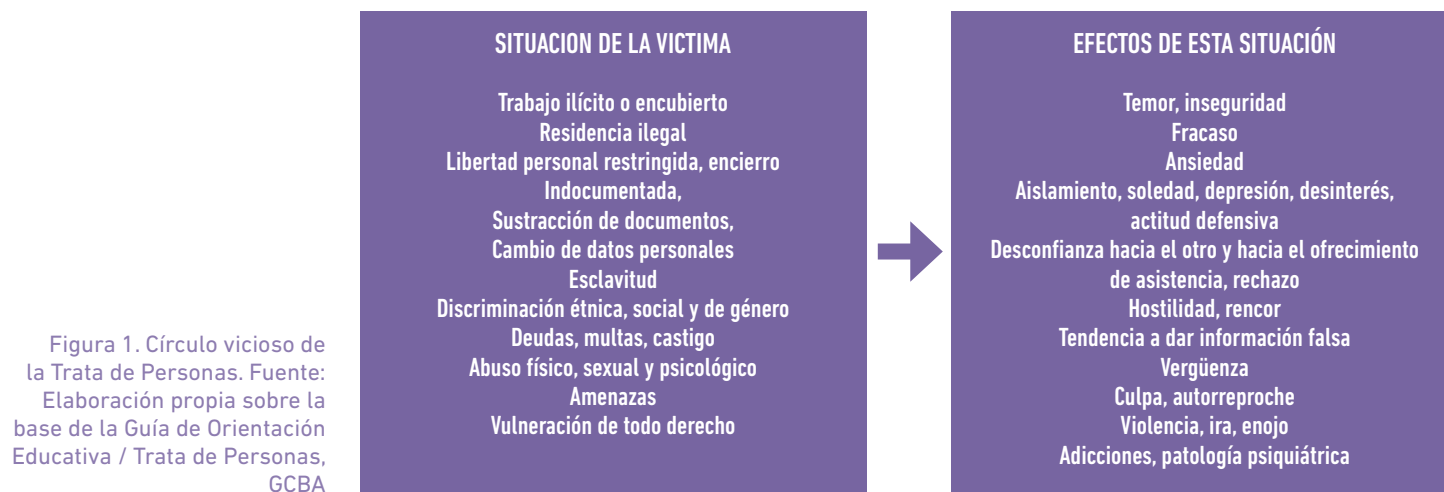 SITUACION DE LA VICTIMA
Trabajo ilícito o encubierto
Residencia ilegal
Libertad personal restringida, encierro
Indocumentada,
Sustracción de documentos,
Cambio de datos personales
Esclavitud
Discriminación étnica, social y de género
Deudas, multas, castigo
Abuso físico, sexual y psicológico
Amenazas
Vulneración de todo derecho
EFECTOS DE ESTA SITUACIÓN
Temor, inseguridad
Fracaso
Ansiedad
Aislamiento, soledad, depresión, desinterés,
actitud defensiva
Desconfianza hacia el otro y hacia el ofrecimiento
de asistencia, rechazo
Hostilidad, rencor
Tendencia a dar información falsa
Vergüenza
Culpa, autorreproche
Violencia, ira, enojo
Adicciones, patología psiquiátrica
Figura 1. Círculo vicioso de
la Trata de Personas. Fuente:
Elaboración propia sobre la
base de la Guía de Orientación
Educativa / Trata de Personas,
GCBA